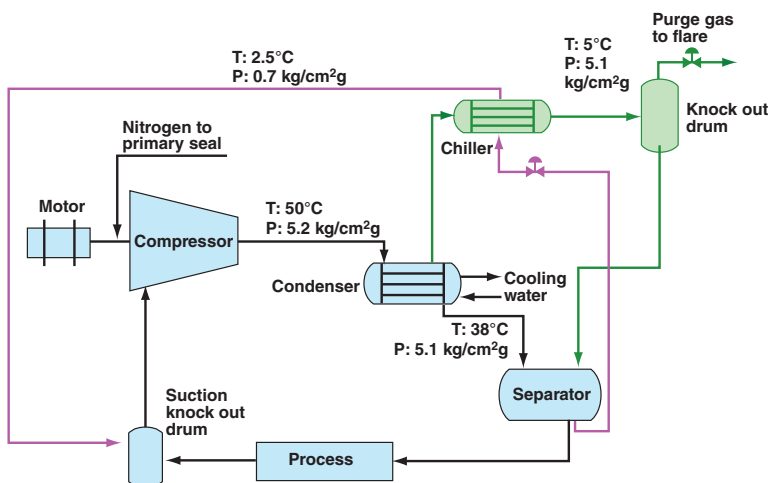 Purge gas
to flare
T: 2.5°C
P: 0.7 kg/cm²g
T: 5°C
P: 5.1
kg/cm²g
Knock out
drum
Chiller
Nitrogen to
primary seal
Motor
Compressor
T: 50°C
P: 5.2 kg/cm²g
Condenser
Cooling
water
T: 38°C
P: 5.1 kg/cm²g
Separator
Suction
knock out
drum
Process